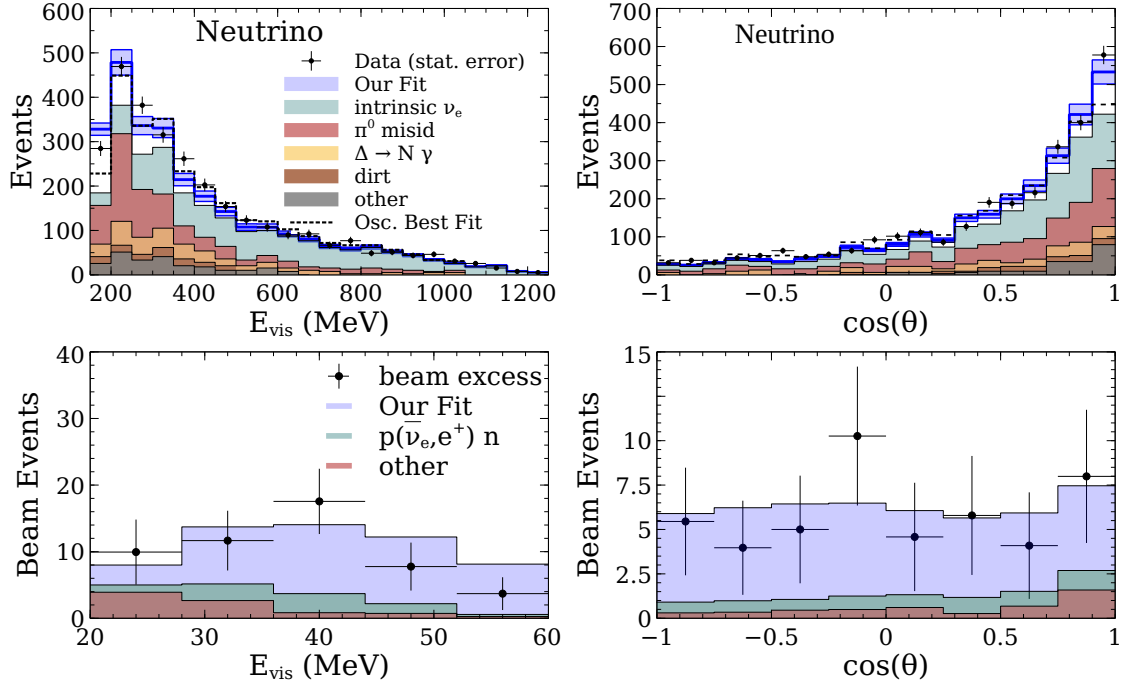 Neutrino
Data (stat. error)
Our Fit
intrinsic νₑ
π⁰ misid
Δ → N γ
dirt
other
Osc. Best Fit
Events
0
100
200
300
400
500
600
200
400
600
800
1000
1200
E_vis (MeV)
Neutrino
Events
0
100
200
300
400
500
600
700
−1
−0.5
0
0.5
1
cos(θ)
beam excess
Our Fit
p(ν̄ₑ,e⁺) n
other
Beam Events
0
10
20
30
40
20
30
40
50
60
E_vis (MeV)
Beam Events
0
2.5
5
7.5
10
15
−1
−0.5
0
0.5
1
cos(θ)